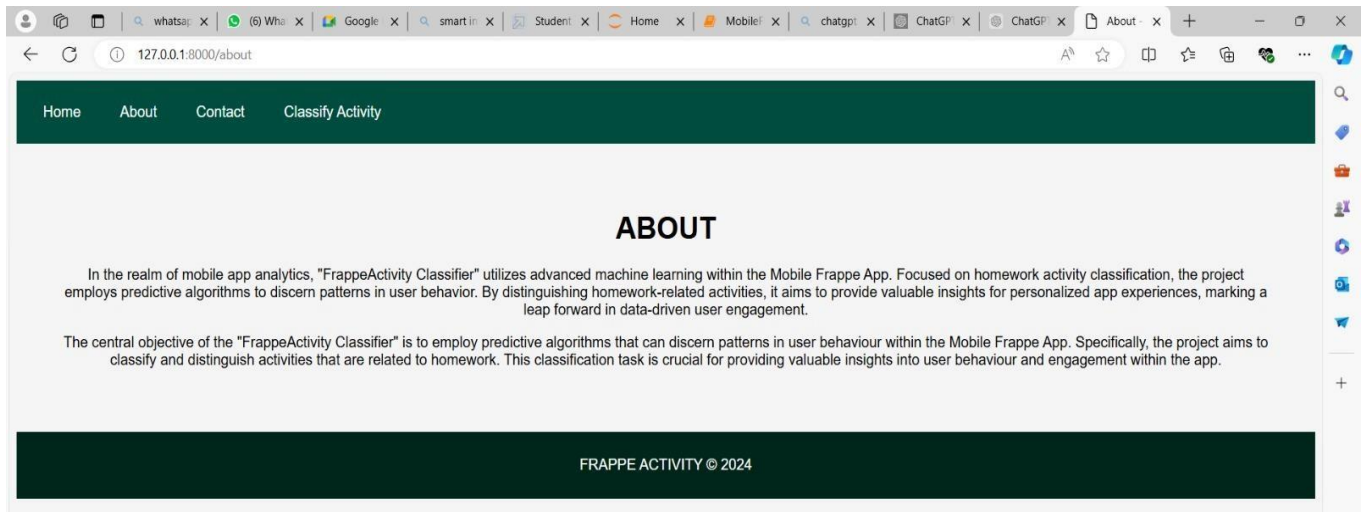 whatsap
(6) Wha
Google
smart in
Student
Home
MobileF
chatgpt
ChatGPT
ChatGP
About -
127.0.0.1:8000/about
Home About Contact Classify Activity
ABOUT
In the realm of mobile app analytics, "FrappeActivity Classifier" utilizes advanced machine learning within the Mobile Frappe App. Focused on homework activity classification, the project
employs predictive algorithms to discern patterns in user behavior. By distinguishing homework-related activities, it aims to provide valuable insights for personalized app experiences, marking a
leap forward in data-driven user engagement.
The central objective of the "FrappeActivity Classifier" is to employ predictive algorithms that can discern patterns in user behaviour within the Mobile Frappe App. Specifically, the project aims to
classify and distinguish activities that are related to homework. This classification task is crucial for providing valuable insights into user behaviour and engagement within the app.
FRAPPE ACTIVITY © 2024